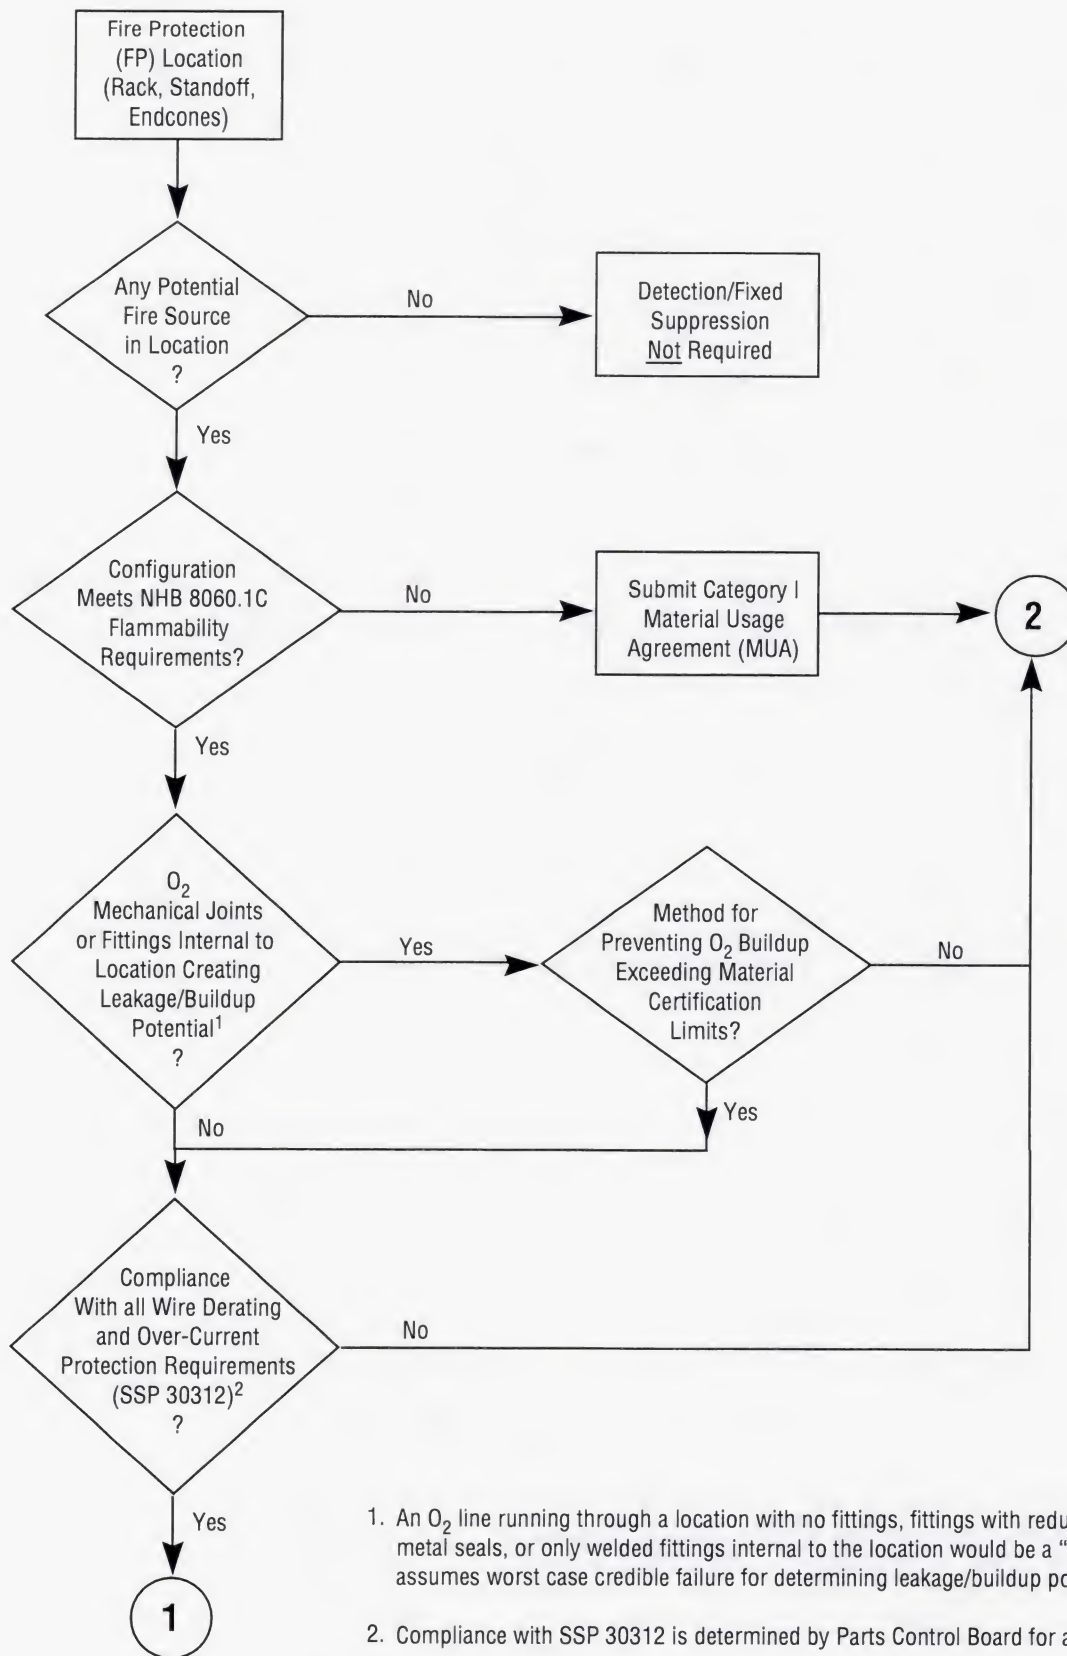 Fire Protection
(FP) Location
(Rack, Standoff,
Endcones)
Any Potential
Fire Source
in Location
?
No
Detection/Fixed
Suppression
Not Required
Yes
Configuration
Meets NHB 8060.1C
Flammability
Requirements?
No
Submit Category I
Material Usage
Agreement (MUA)
2
Yes
O2
Mechanical Joints
or Fittings Internal to
Location Creating
Leakage/Buildup
Potential1
?
Yes
Method for
Preventing O2 Buildup
Exceeding Material
Certification
Limits?
No
Yes
No
Compliance
With all Wire Derating
and Over-Current
Protection Requirements
(SSP 30312)2
?
No
Yes
1
1. An O2 line running through a location with no fittings, fittings with
metal seals, or only welded fittings internal to the location would be a "
assumes worst case credible failure for determining leakage/buildup
2. Compliance with SSP 30312 is determined by Parts Control Board for